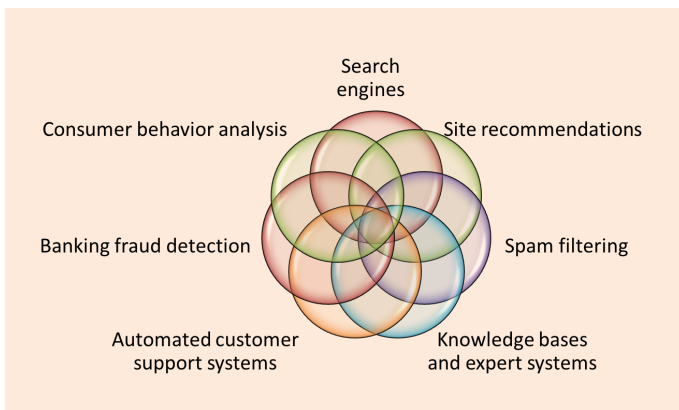 Search
engines
Consumer behavior analysis
Site recommendations
Banking fraud detection
Spam filtering
Automated customer
support systems
Knowledge bases
and expert systems